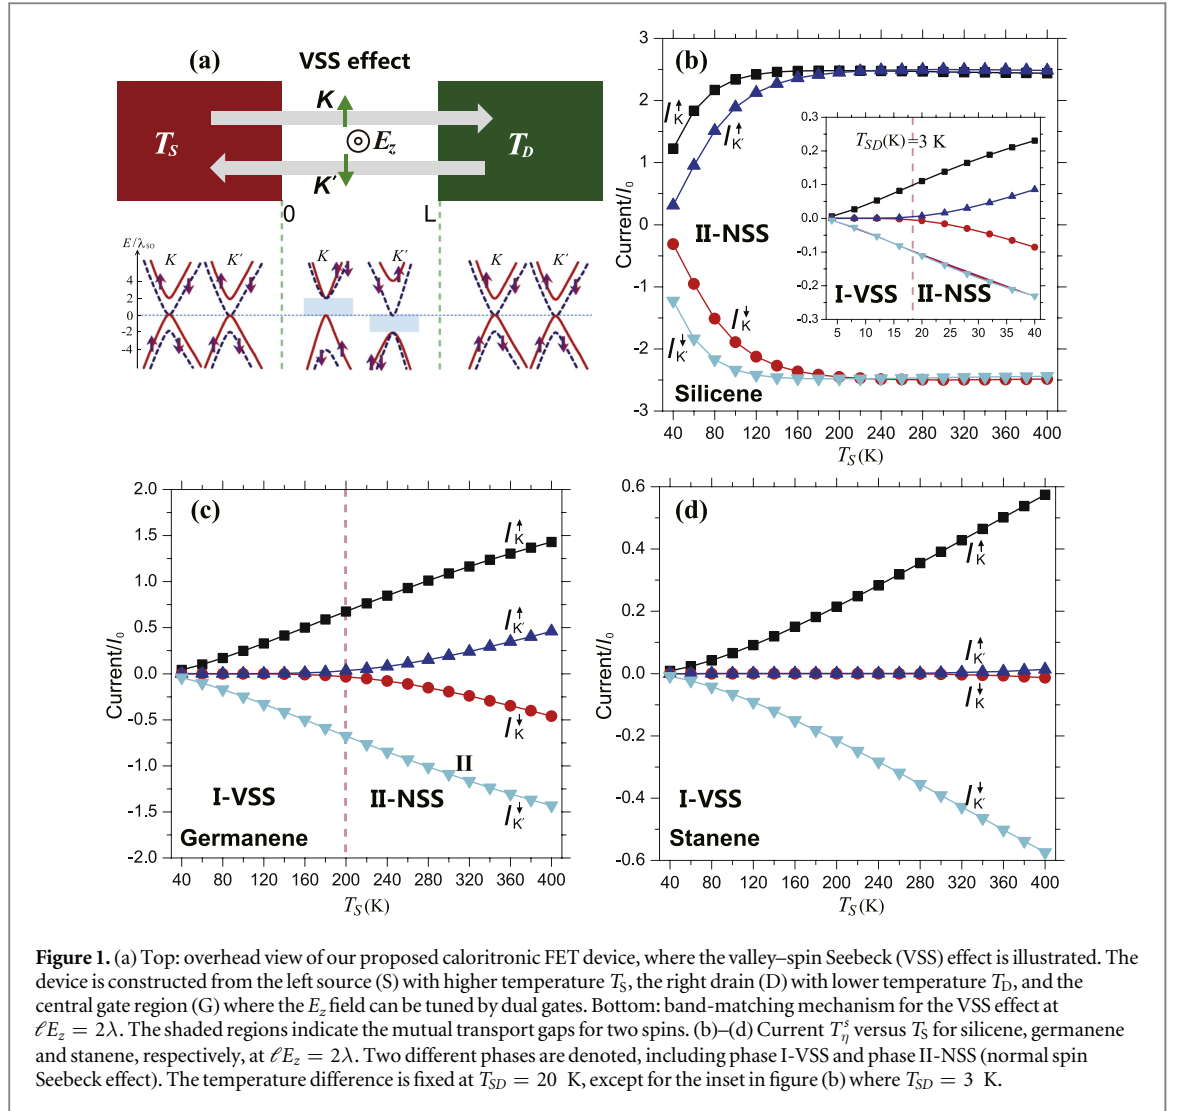 (a)
VSS effect
K
T_S
E_z
T_D
K′
0
L
E/λ_so
K
K′
K
K′
K
K′
4
2
0
-2
-4
(b)
3
2
1
0
-1
-2
-3
Current/I₀
I_K^↑
I_K′^↑
II-NSS
I_K^↓
I_K′^↓
Silicene
40 80 120 160 200 240 280 320 360 400
T_S(K)
0.3
0.2
0.1
0.0
-0.1
-0.2
-0.3
T_SD(K)=3 K
I-VSS
II-NSS
5 10 15 20 25 30 35 40
(c)
2.0
1.5
1.0
0.5
0.0
-0.5
-1.0
-1.5
-2.0
Current/I₀
I_K^↑
I_K′^↑
I_K^↓
II
I-VSS
II-NSS
I_K′^↓
Germanene
40 80 120 160 200 240 280 320 360 400
T_S(K)
(d)
0.6
0.4
0.2
0.0
-0.2
-0.4
-0.6
Current/I₀
I_K^↑
I_K′^↑
I_K^↓
I-VSS
I_K′^↓
Stanene
40 80 120 160 200 240 280 320 360 400
T_S(K)
Figure 1. (a) Top: overhead view of our proposed caloritronic FET device, where the valley–spin Seebeck (VSS) effect is illustrated. The
device is constructed from the left source (S) with higher temperature T_S, the right drain (D) with lower temperature T_D, and the
central gate region (G) where the E_z field can be tuned by dual gates. Bottom: band-matching mechanism for the VSS effect at
ℓE_z = 2λ. The shaded regions indicate the mutual transport gaps for two spins. (b)–(d) Current T_η^s versus T_S for silicene, germanene
and stanene, respectively, at ℓE_z = 2λ. Two different phases are denoted, including phase I-VSS and phase II-NSS (normal spin
Seebeck effect). The temperature difference is fixed at T_SD = 20 K, except for the inset in figure (b) where T_SD = 3 K.